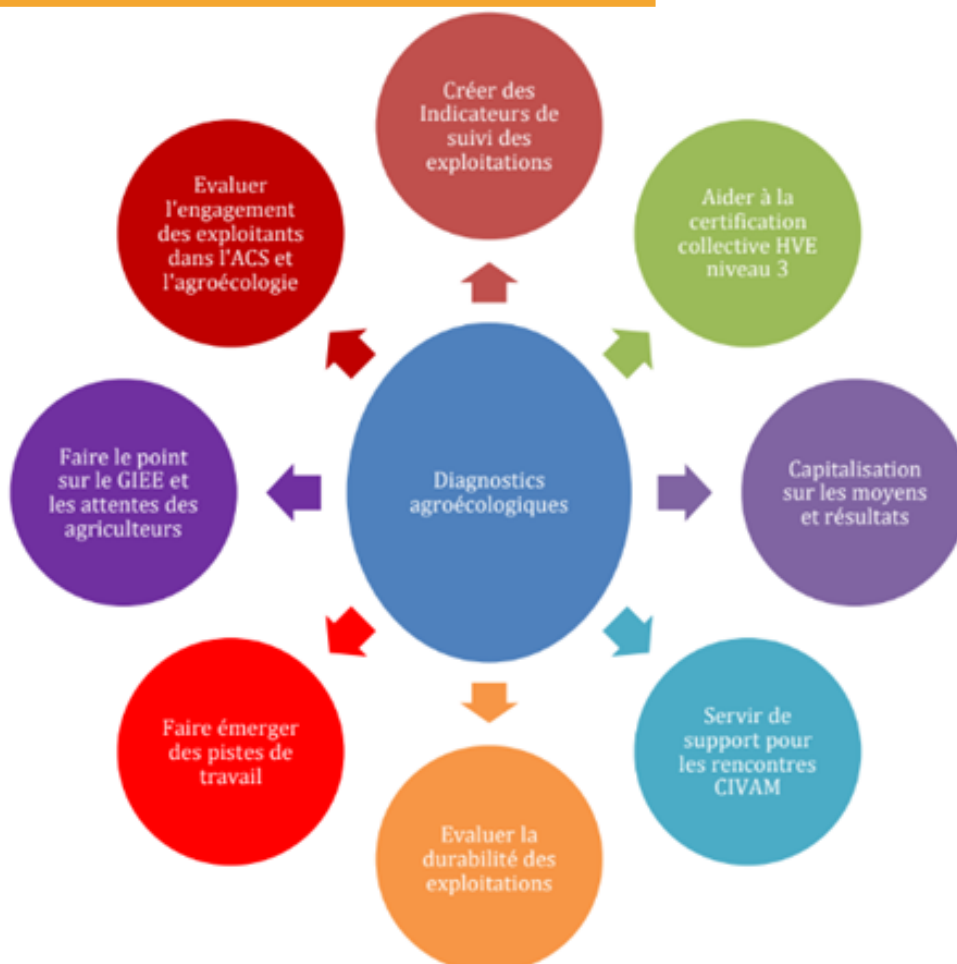 Créer des
Indicateurs de
suivi des
exploitations
Aider à la
certification
collective HVE
niveau 3
Capitalisation
sur les moyens
et résultats
Servir de
support pour
les rencontres
CIVAM
Evaluer la
durabilité des
exploitations
Faire émerger
des pistes de
travail
Faire le point
sur le GIEE et
les attentes des
agriculteurs
Evaluer
l'engagement
des exploitants
dans l'ACS et
l'agroécologie
Diagnostics
agroécologiques